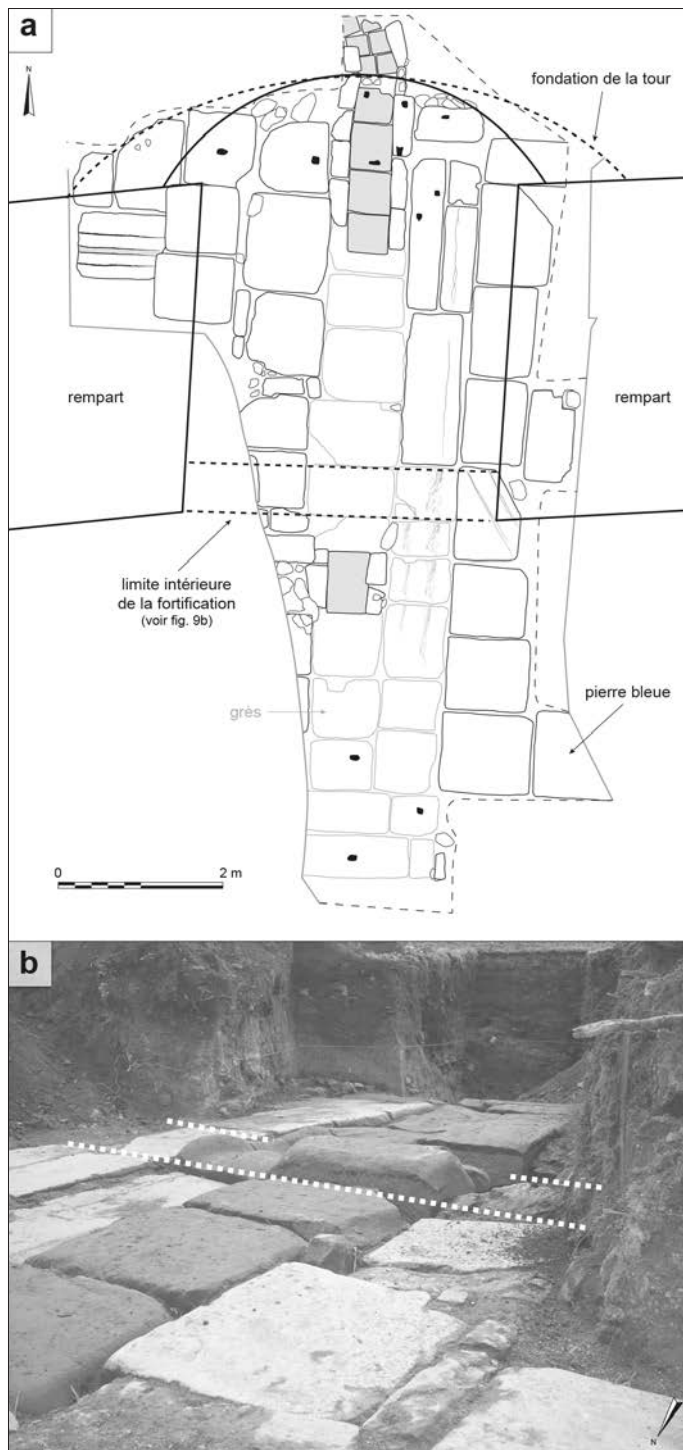 a
N
fondation de la tour
rempart
rempart
limite intérieure
de la fortification
(voir fig. 9b)
grès
pierre bleue
0
2 m
b
N